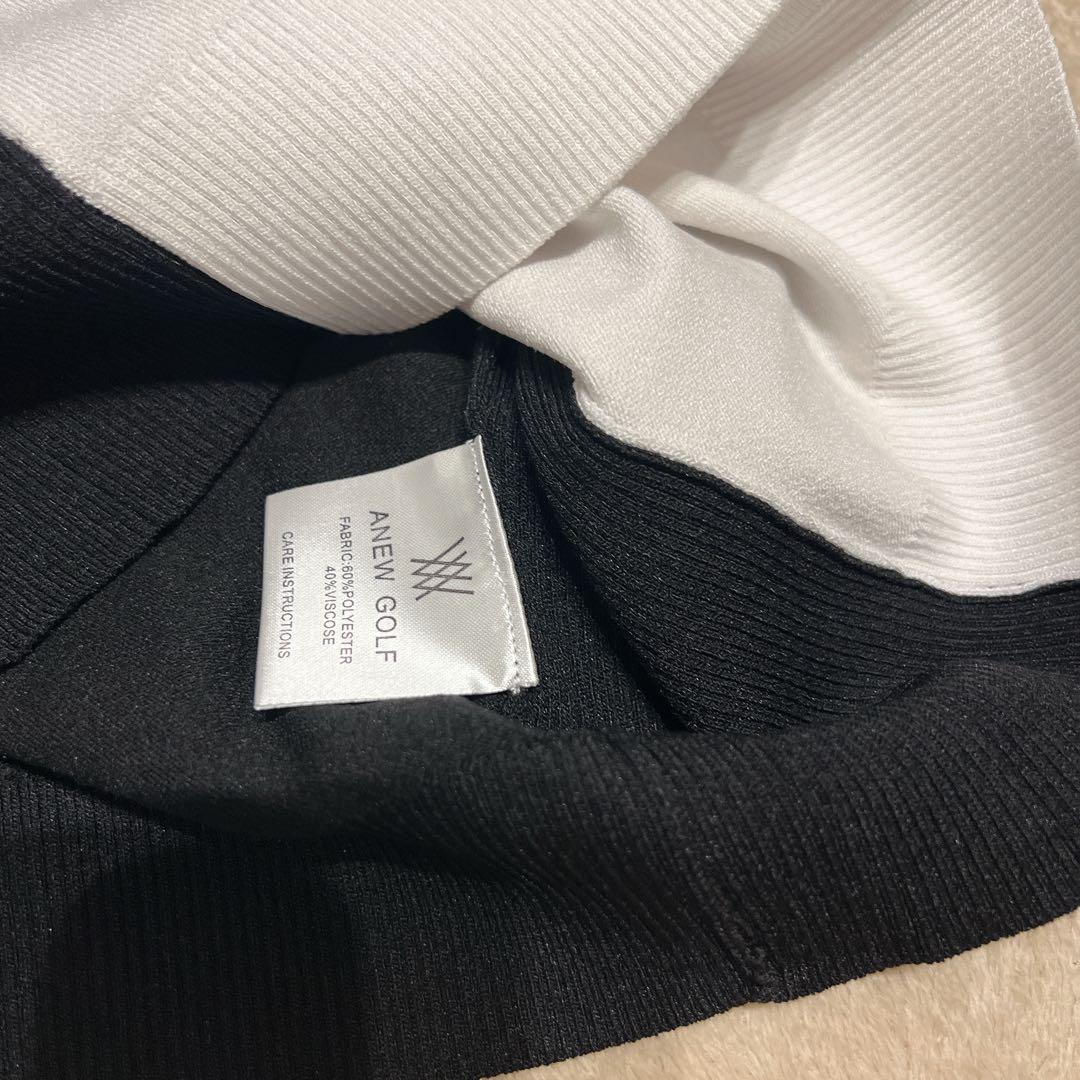 ANEW GOLF
FABRIC:60%POLYESTER
40%VISCOSE
CARE INSTRUCTIONS